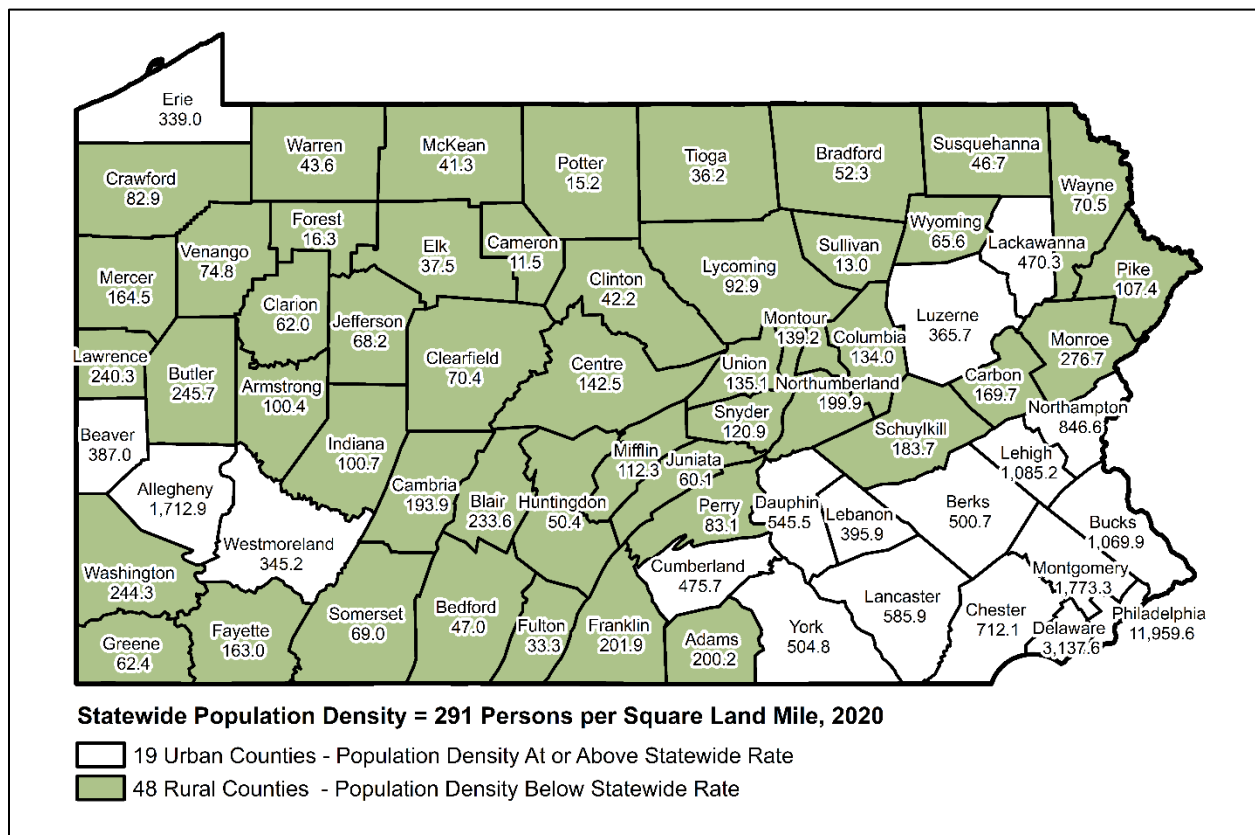 Erie
339.0
Warren
43.6
McKean
41.3
Potter
15.2
Tioga
36.2
Bradford
52.3
Susquehanna
46.7
Crawford
82.9
Wayne
70.5
Forest
16.3
Venango
74.8
Elk
37.5
Cameron
11.5
Wyoming
65.6
Lackawanna
470.3
Sullivan
13.0
Lycoming
92.9
Mercer
164.5
Clinton
42.2
Pike
107.4
Clarion
62.0
Jefferson
68.2
Luzerne
365.7
Montour
139.2
Columbia
134.0
Monroe
276.7
Lawrence
240.3
Butler
245.7
Clearfield
70.4
Centre
142.5
Union
135.1
Carbon
169.7
Armstrong
100.4
Northumberland
199.9
Northampton
846.6
Snyder
120.9
Beaver
387.0
Indiana
100.7
Schuylkill
183.7
Mifflin
112.3
Juniata
60.1
Lehigh
1,085.2
Allegheny
1,712.9
Cambria
193.9
Blair
233.6
Huntingdon
50.4
Perry
83.1
Dauphin
545.5
Lebanon
395.9
Berks
500.7
Bucks
1,069.9
Westmoreland
345.2
Cumberland
475.7
Montgomery
1,773.3
Washington
244.3
Lancaster
585.9
Philadelphia
11,959.6
Somerset
69.0
Bedford
47.0
Fulton
33.3
Franklin
201.9
Chester
712.1
Delaware
3,137.6
Greene
62.4
Fayette
163.0
Adams
200.2
York
504.8
Statewide Population Density = 291 Persons per Square Land Mile, 2020
19 Urban Counties - Population Density At or Above Statewide Rate
48 Rural Counties - Population Density Below Statewide Rate